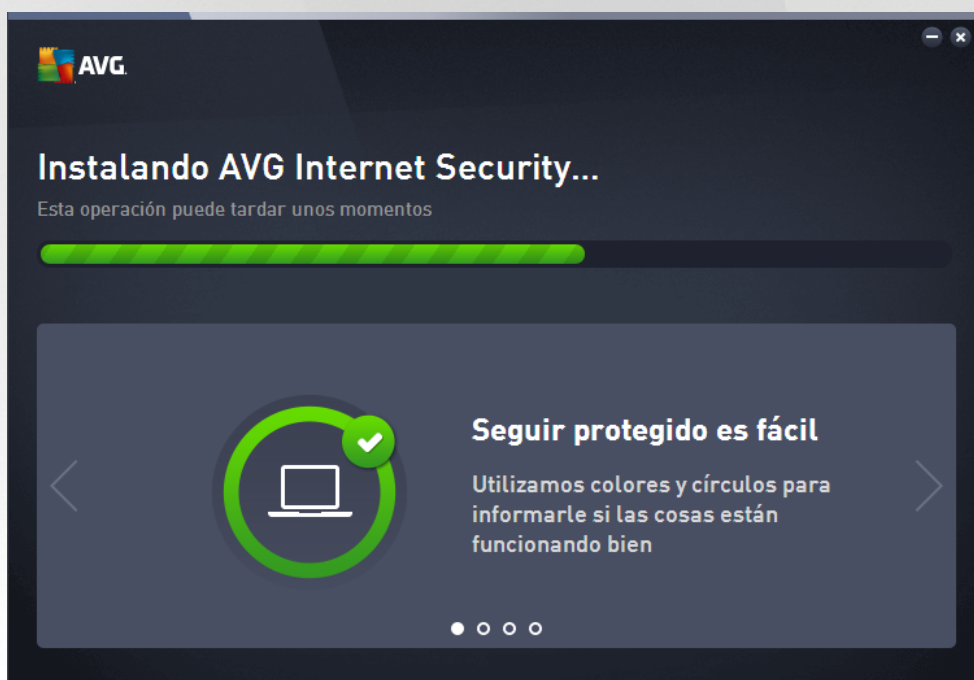 AVG.
Instalando AVG Internet Security...
Esta operación puede tardar unos momentos
Seguir protegido es fácil
Utilizamos colores y círculos para
informarle si las cosas están
funcionando bien